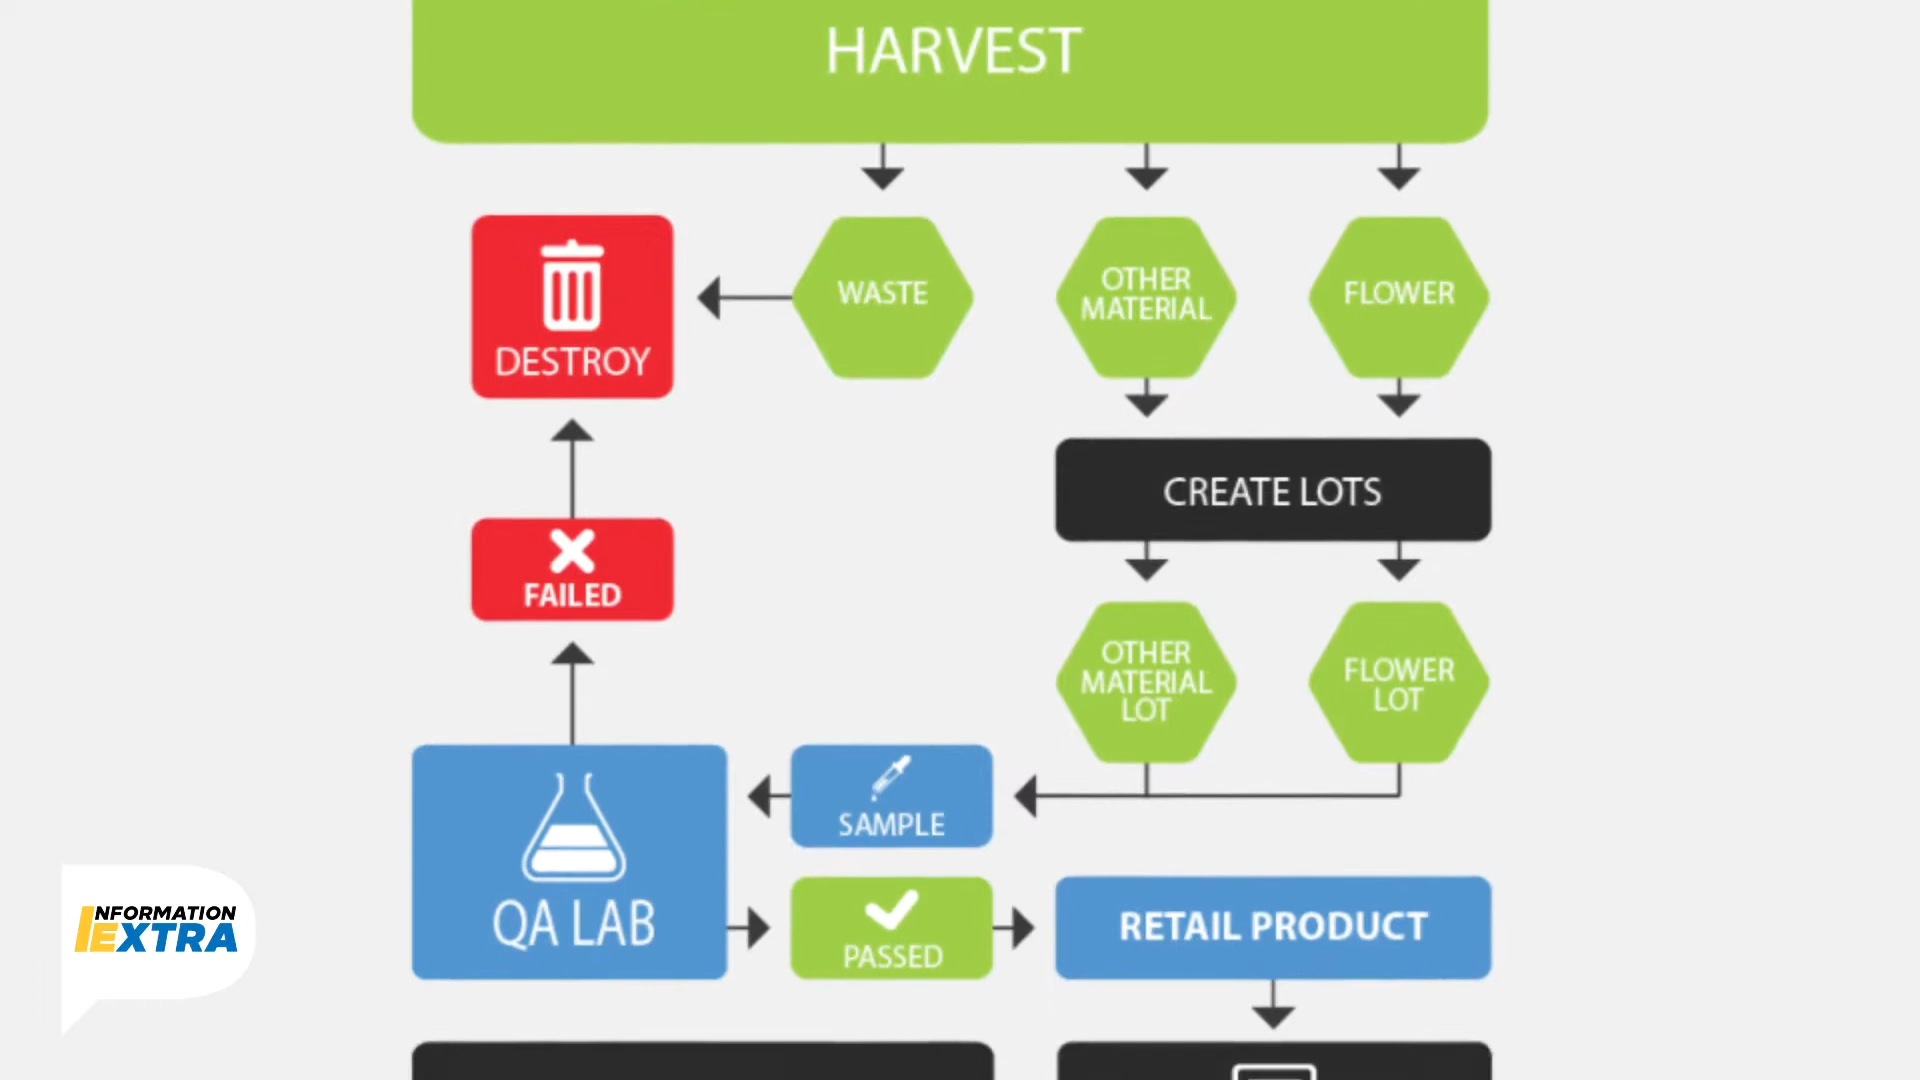 HARVEST
DESTROY
WASTE
OTHER
MATERIAL
FLOWER
CREATE LOTS
FAILED
OTHER
MATERIAL
LOT
FLOWER
LOT
SAMPLE
QA LAB
PASSED
RETAIL PRODUCT
INFORMATION
EXTRA